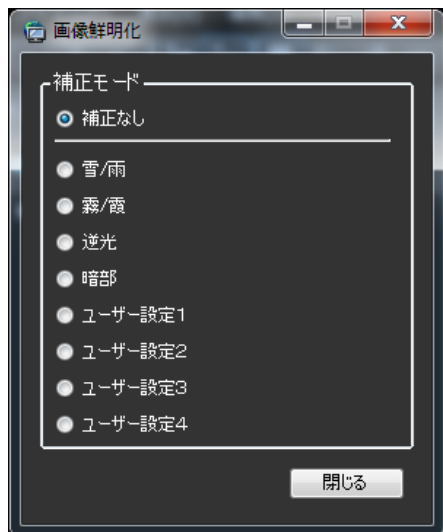 画像鮮明化
補正モード
補正なし
雪/雨
霧/霞
逆光
暗部
ユーザー設定1
ユーザー設定2
ユーザー設定3
ユーザー設定4
閉じる